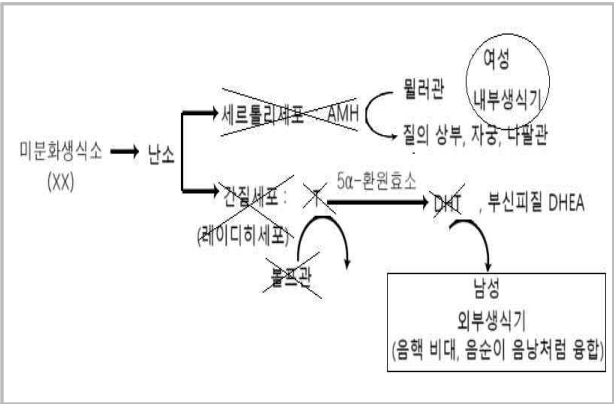 여성
내부생식기
세르톨리세포 AMH
뮐러관
질의 상부, 자궁, 나팔관
미분화생식소
(XX)
난소
5α-환원효소
간질세포 : T
(레이디히세포)
DHT , 부신피질 DHEA
볼프관
남성
외부생식기
(음핵 비대, 음순이 음낭처럼 융합)